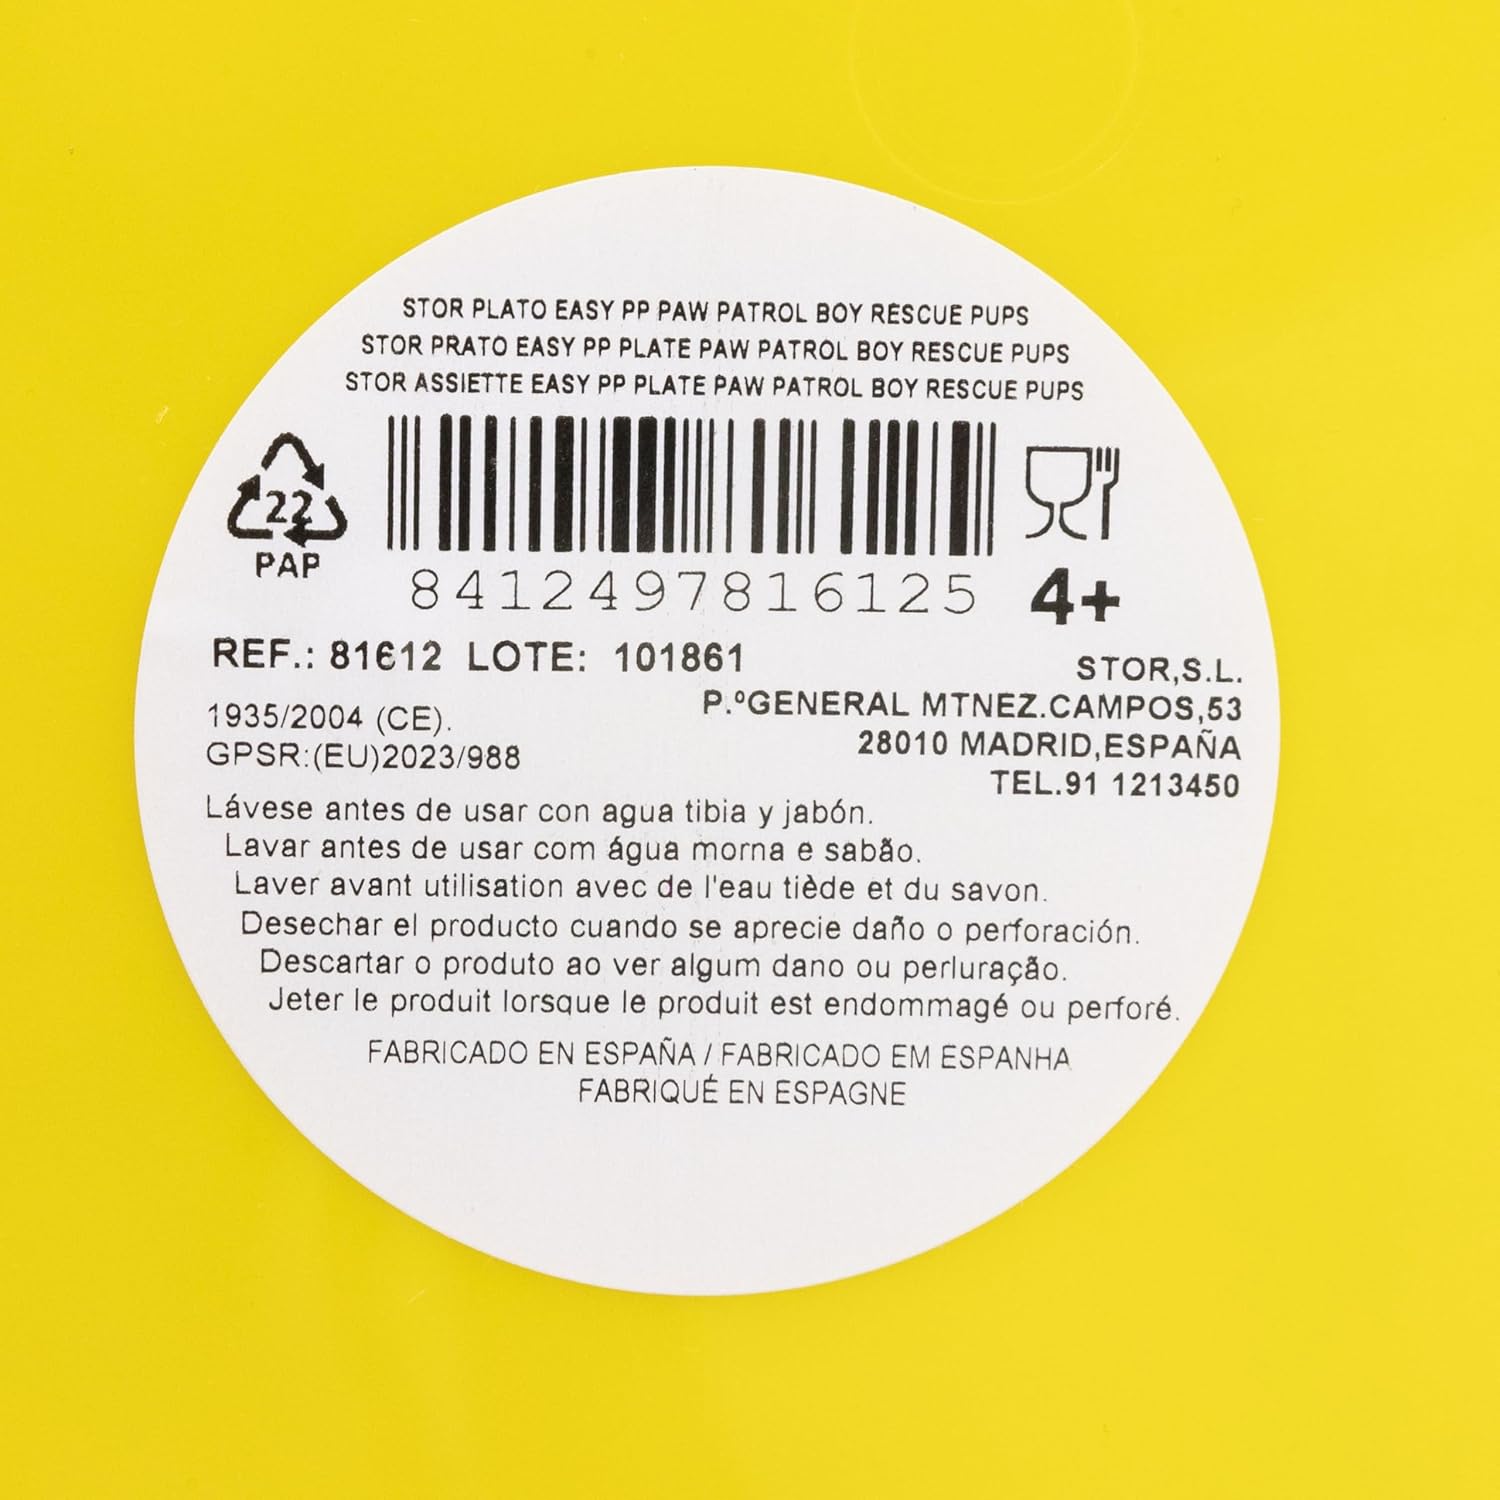 STOR PLATO EASY PP PAW PATROL BOY RESCUE PUPS
STOR PRATO EASY PP PLATE PAW PATROL BOY RESCUE PUPS
STOR ASSIETTE EASY PP PLATE PAW PATROL BOY RESCUE PUPS
22
PAP
8412497816125
4+
REF.: 81612 LOTE: 101861
1935/2004 (CE).
GPSR:(EU)2023/988
STOR,S.L.
P.ºGENERAL MTNEZ.CAMPOS,53
28010 MADRID,ESPAÑA
TEL.91 1213450
Lávese antes de usar con agua tibia y jabón.
Lavar antes de usar com água morna e sabão.
Laver avant utilisation avec de l'eau tiède et du savon.
Desechar el producto cuando se aprecie daño o perforación.
Descartar o produto ao ver algum dano ou perluração.
Jeter le produit lorsque le produit est endommagé ou perforé.
FABRICADO EN ESPAÑA / FABRICADO EM ESPANHA
FABRIQUÉ EN ESPAGNE